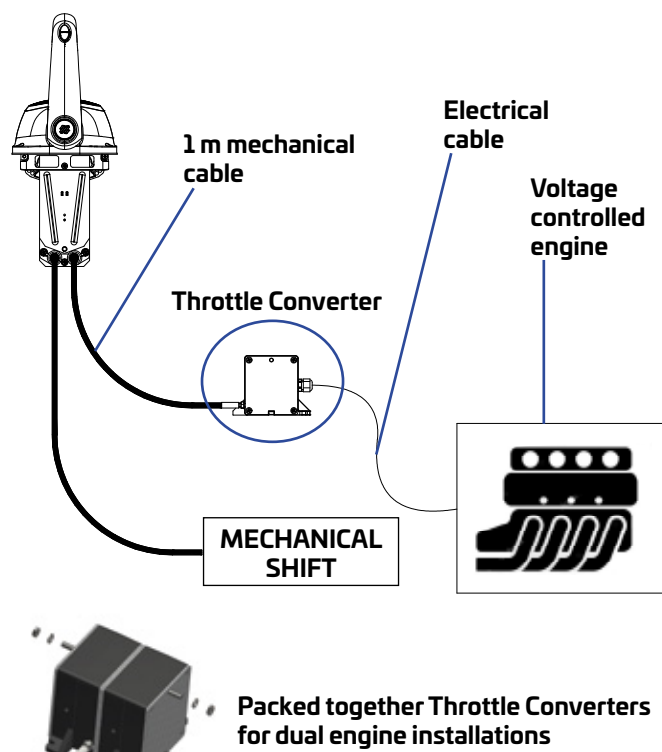 1 m mechanical
cable
Electrical
cable
Voltage
controlled
engine
Throttle Converter
MECHANICAL
SHIFT
Packed together Throttle Converters
for dual engine installations